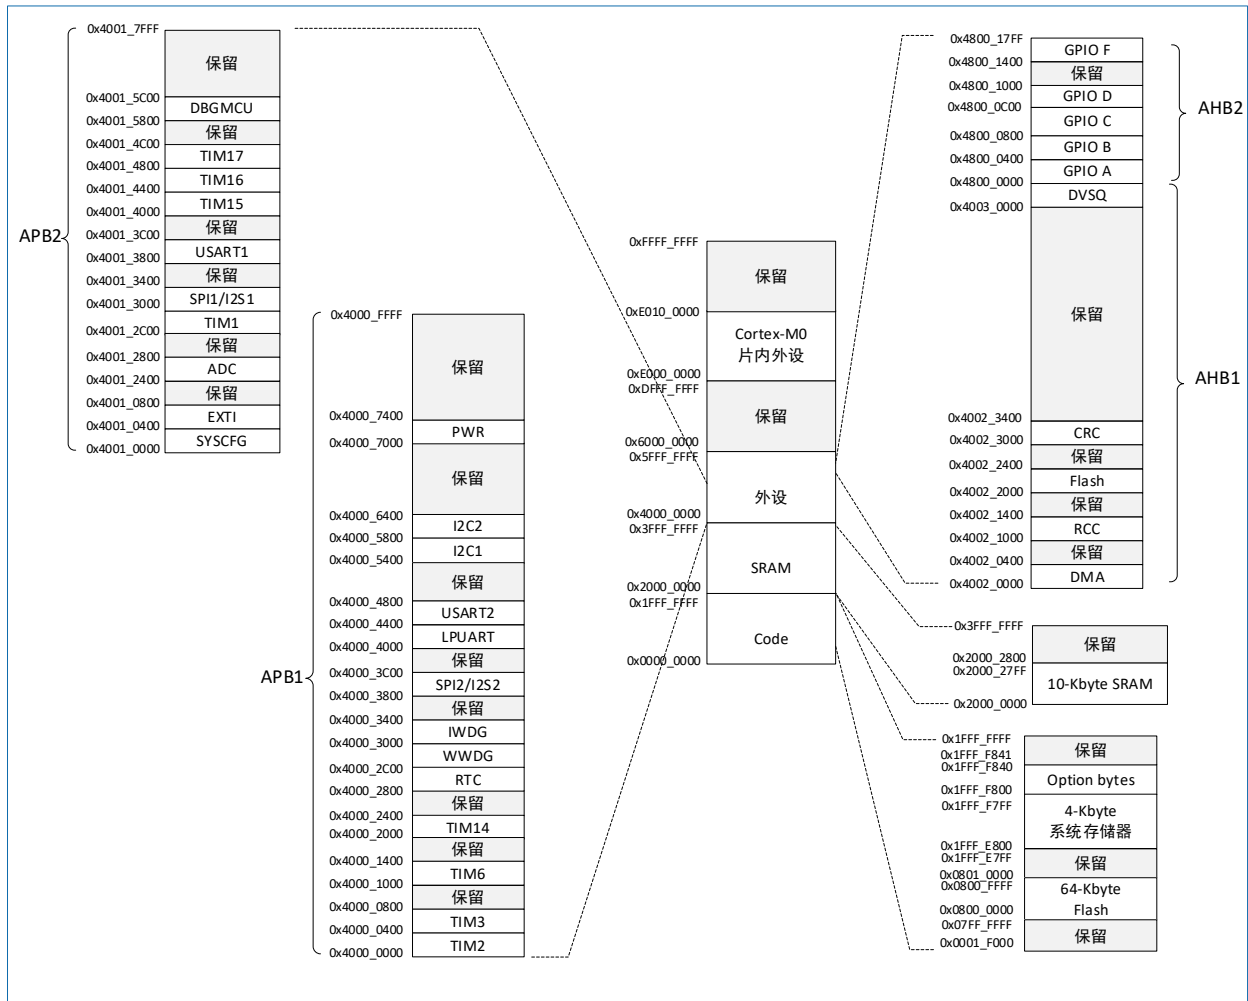 0x4001_7FFF
保留
0x4001_5C00
DBGMCU
0x4001_5800
保留
0x4001_4C00
TIM17
0x4001_4800
TIM16
0x4001_4400
TIM15
0x4001_4000
保留
0x4001_3C00
USART1
0x4001_3800
保留
0x4001_3400
SPI1/I2S1
0x4001_3000
TIM1
0x4001_2C00
保留
0x4001_2800
ADC
0x4001_2400
保留
0x4001_0800
EXTI
0x4001_0400
SYSCFG
0x4001_0000
APB2
0x4000_FFFF
保留
0x4000_7400
PWR
0x4000_7000
保留
0x4000_6400
I2C2
0x4000_5800
I2C1
0x4000_5400
保留
0x4000_4800
USART2
0x4000_4400
LPUART
0x4000_4000
保留
0x4000_3C00
SPI2/I2S2
0x4000_3800
保留
0x4000_3400
IWDG
0x4000_3000
WWDG
0x4000_2C00
RTC
0x4000_2800
保留
0x4000_2400
TIM14
0x4000_2000
保留
0x4000_1400
TIM6
0x4000_1000
保留
0x4000_0800
TIM3
0x4000_0400
TIM2
0x4000_0000
APB1
0xFFFF_FFFF
保留
0xE010_0000
Cortex-M0
片内外设
0xE000_0000
0xDFFF_FFFF
保留
0x6000_0000
0x5FFF_FFFF
外设
0x4000_0000
0x3FFF_FFFF
SRAM
0x2000_0000
0x1FFF_FFFF
Code
0x0000_0000
0x4800_17FF
GPIO F
0x4800_1400
保留
0x4800_1000
GPIO D
0x4800_0C00
GPIO C
0x4800_0800
GPIO B
0x4800_0400
GPIO A
0x4800_0000
AHB2
DVSQ
0x4003_0000
保留
0x4002_3400
CRC
0x4002_3000
保留
0x4002_2400
Flash
0x4002_2000
保留
0x4002_1400
RCC
0x4002_1000
保留
0x4002_0400
DMA
0x4002_0000
AHB1
0x3FFF_FFFF
保留
0x2000_2800
0x2000_27FF
10-Kbyte SRAM
0x2000_0000
0x1FFF_FFFF
保留
0x1FFF_F841
0x1FFF_F840
Option bytes
0x1FFF_F800
0x1FFF_F7FF
4-Kbyte
系统存储器
0x1FFF_E800
0x1FFF_E7FF
保留
0x0801_0000
0x0800_FFFF
64-Kbyte
Flash
0x0800_0000
0x07FF_FFFF
保留
0x0001_F000